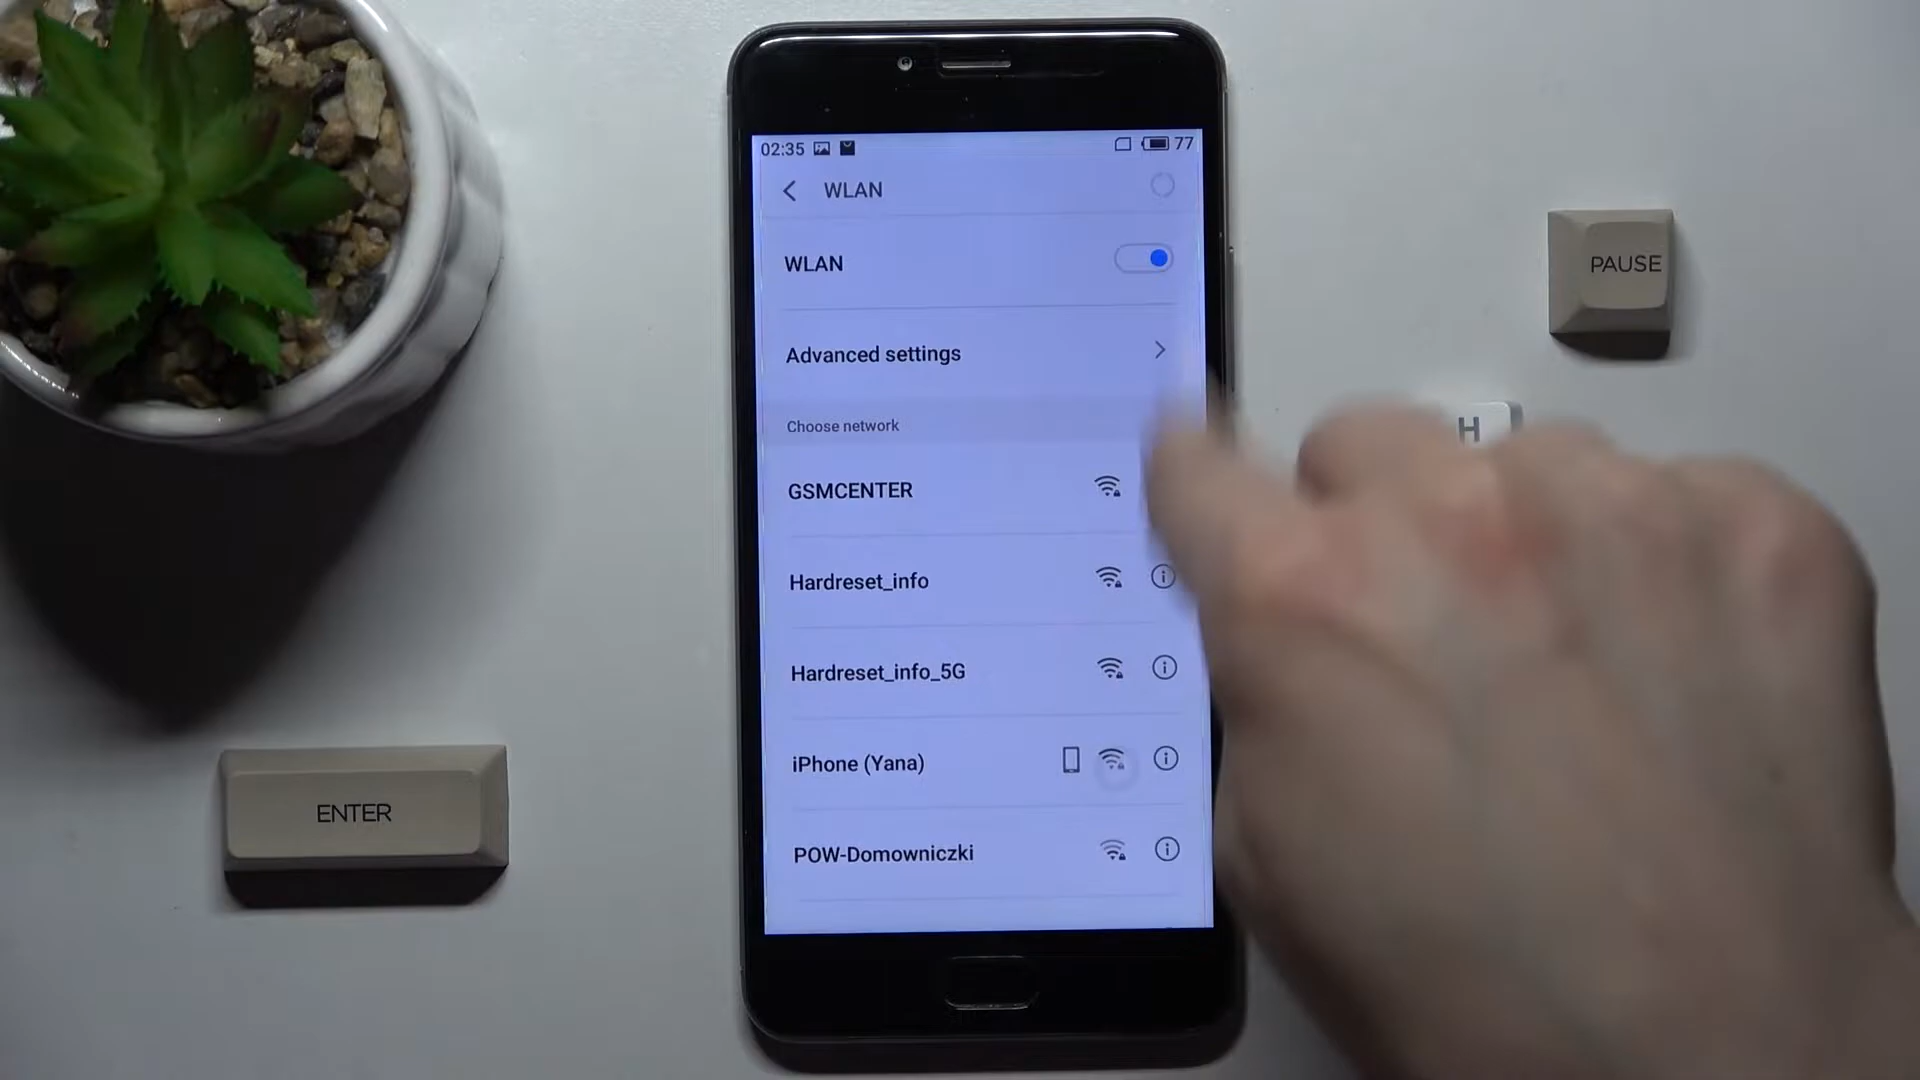 02:35
77
WLAN
WLAN
Advanced settings
Choose network
GSMCENTER
Hardreset_info
Hardreset_info_5G
iPhone (Yana)
POW-Domowniczki
PAUSE
H
ENTER